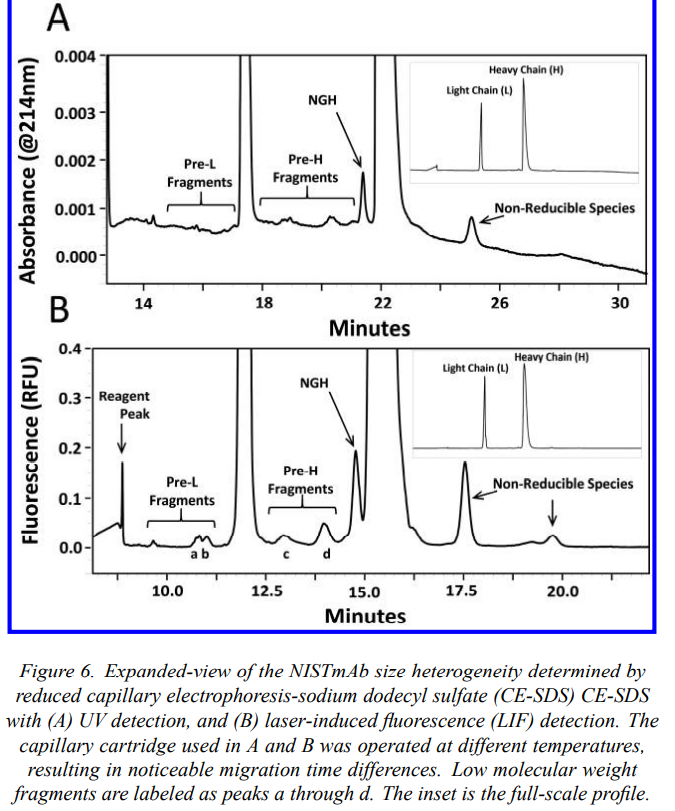 A
Absorbance (@214nm)
0.004
0.003
0.002
0.001
0.000
Pre-L
Fragments
Pre-H
Fragments
NGH
Light Chain (L)
Heavy Chain (H)
Non-Reducible Species
14
18
22
26
30
Minutes
B
Fluorescence (RFU)
0.4
0.3
0.2
0.1
0.0
Reagent
Peak
Pre-L
Fragments
a b
Pre-H
Fragments
c
d
NGH
Light Chain (L)
Heavy Chain (H)
Non-Reducible Species
10.0
12.5
15.0
17.5
20.0
Minutes
Figure 6. Expanded-view of the NISTmAb size heterogeneity determined by
reduced capillary electrophoresis-sodium dodecyl sulfate (CE-SDS) CE-SDS
with (A) UV detection, and (B) laser-induced fluorescence (LIF) detection. The
capillary cartridge used in A and B was operated at different temperatures,
resulting in noticeable migration time differences. Low molecular weight
fragments are labeled as peaks a through d. The inset is the full-scale profile.